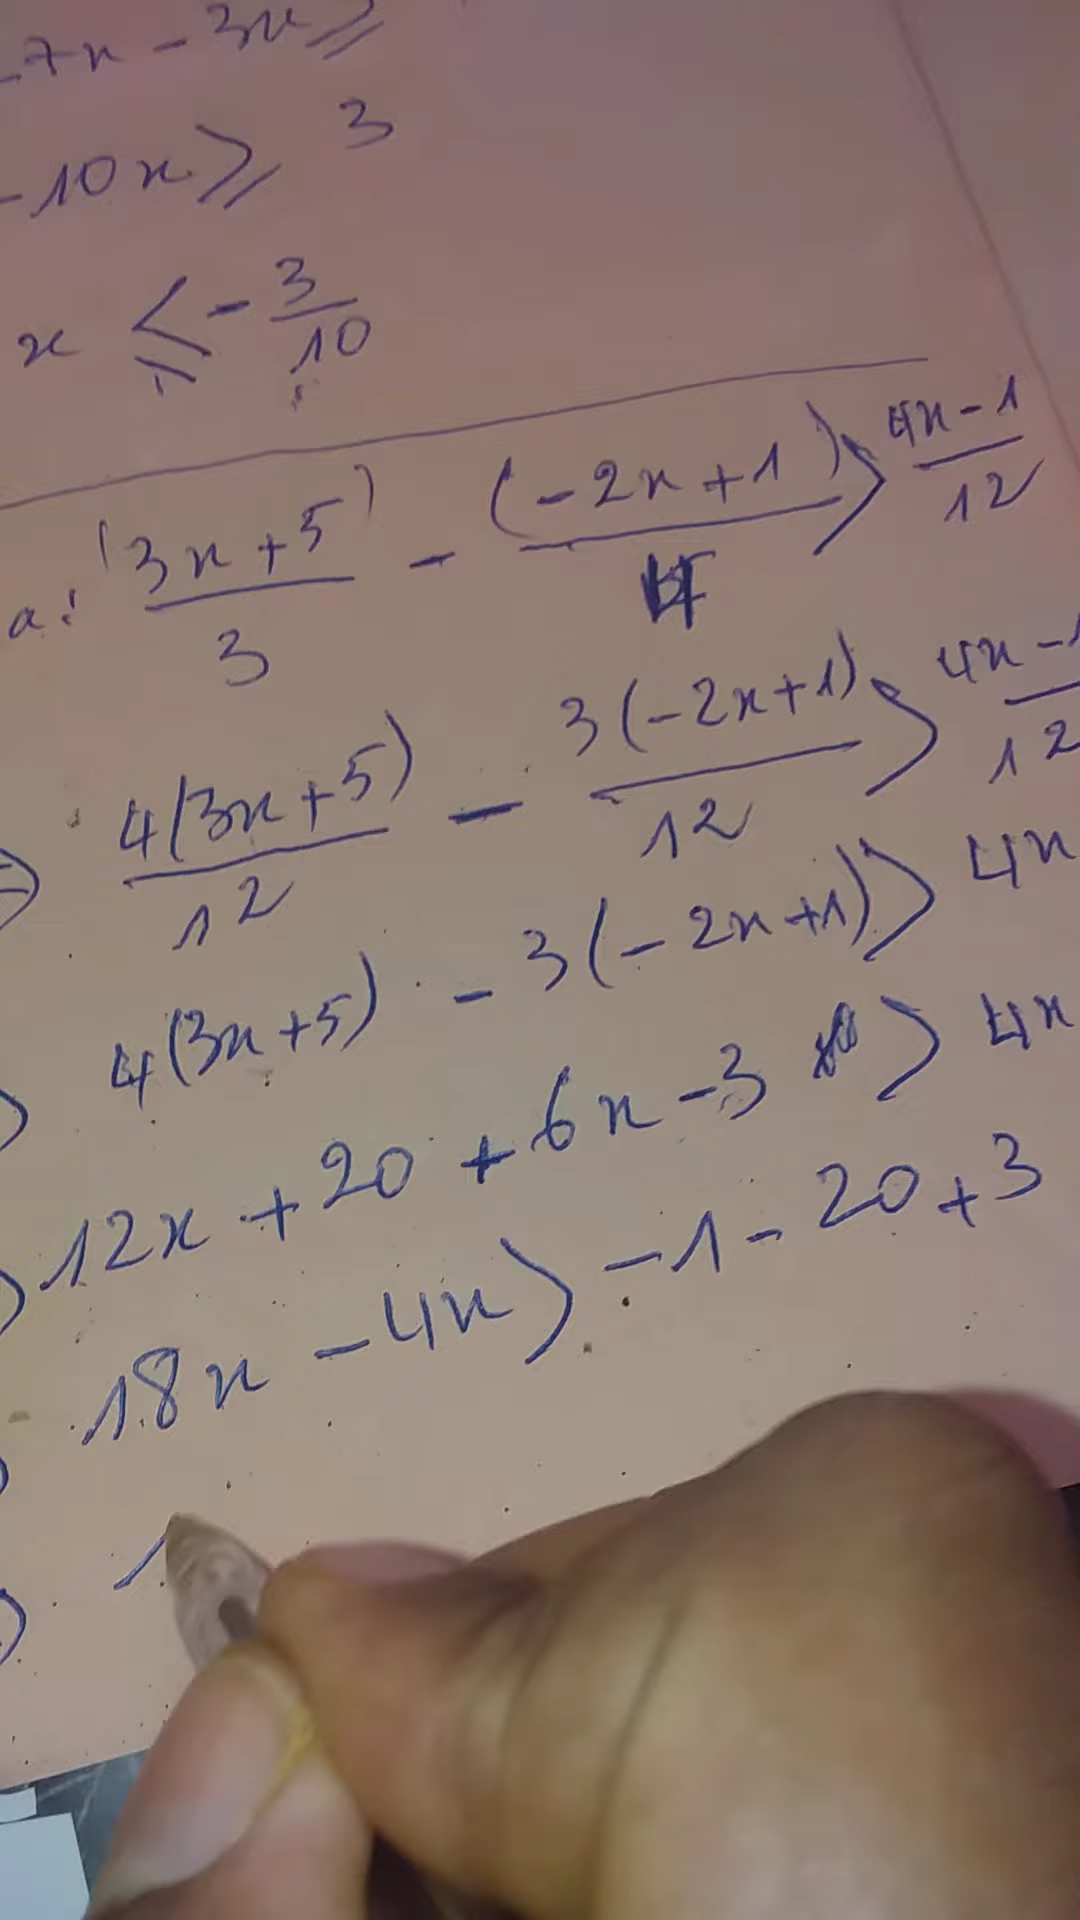 -7x - 3x ≥
-10x ≥ 3
x ≤ -3/10
a: (3x+5)/3 - (-2x+1)/4 > (4x-1)/12
4(3x+5)/12 - 3(-2x+1)/12 > (4x-1)/12
4(3x+5) - 3(-2x+1) > 4x
12x + 20 + 6x - 3 > 4x
18x - 4x > -1 - 20 + 3